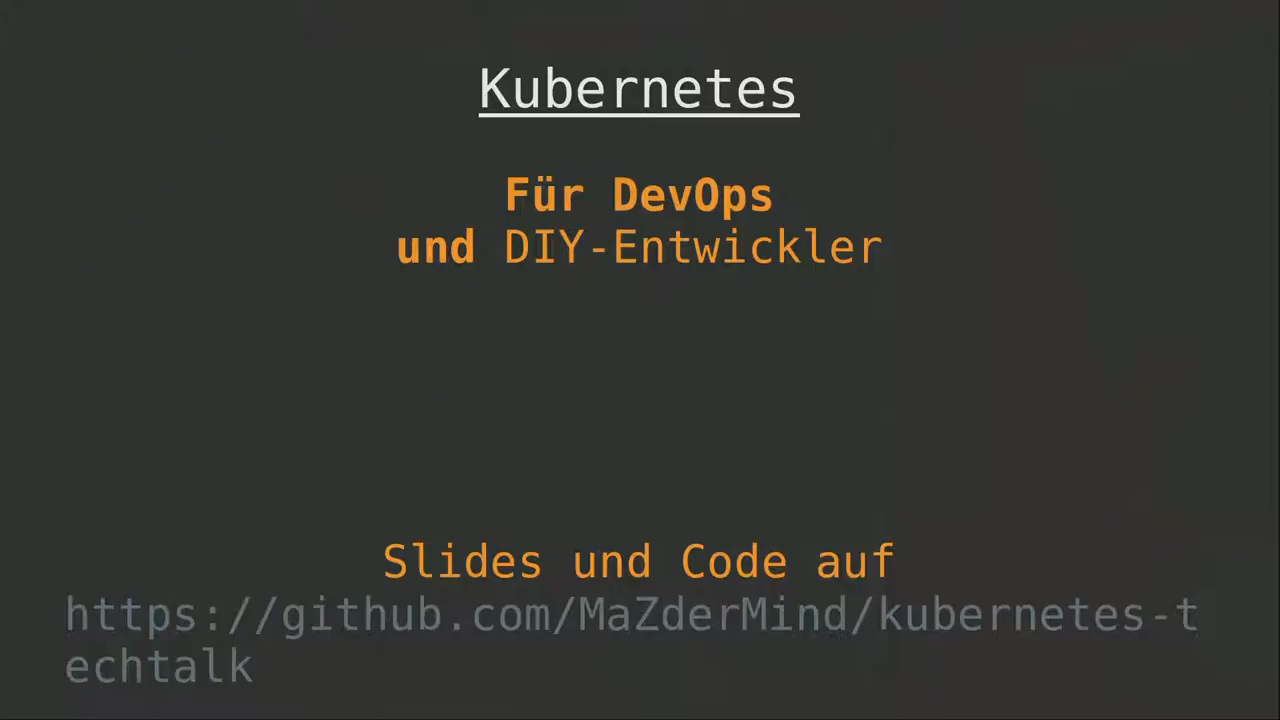 Kubernetes
Für DevOps
und DIY-Entwickler
Slides und Code auf
https://github.com/MaZderMind/kubernetes-t
echtalk